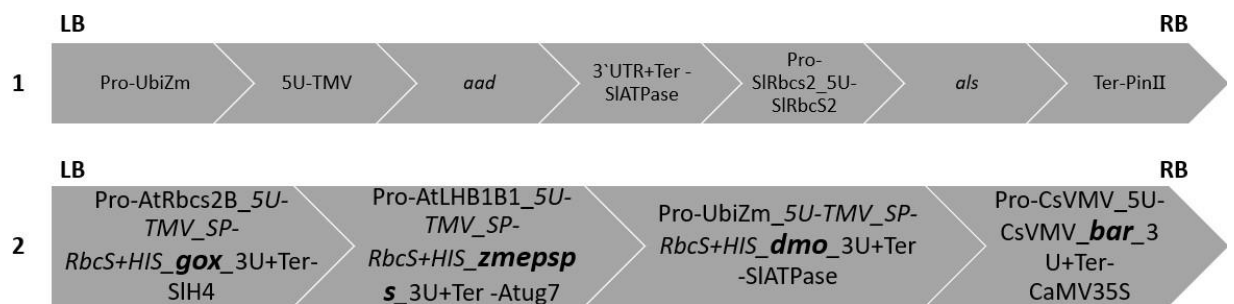 LB RB
1
Pro-UbiZm
5U-TMV
aad
3`UTR+Ter -
SlATPase
Pro-
SlRbcs2_5U-
SlRbcS2
als
Ter-PinII
LB RB
2
Pro-AtRbcs2B_5U-
TMV_SP-
RbcS+HIS_gox_3U+Ter-
SlH4
Pro-AtLHB1B1_5U-
TMV_SP-
RbcS+HIS_zmepsp
s_3U+Ter -Atug7
Pro-UbiZm_5U-TMV_SP-
RbcS+HIS_dmo_3U+Ter
-SlATPase
Pro-CsVMV_5U-
CsVMV_bar_3
U+Ter-
CaMV35S